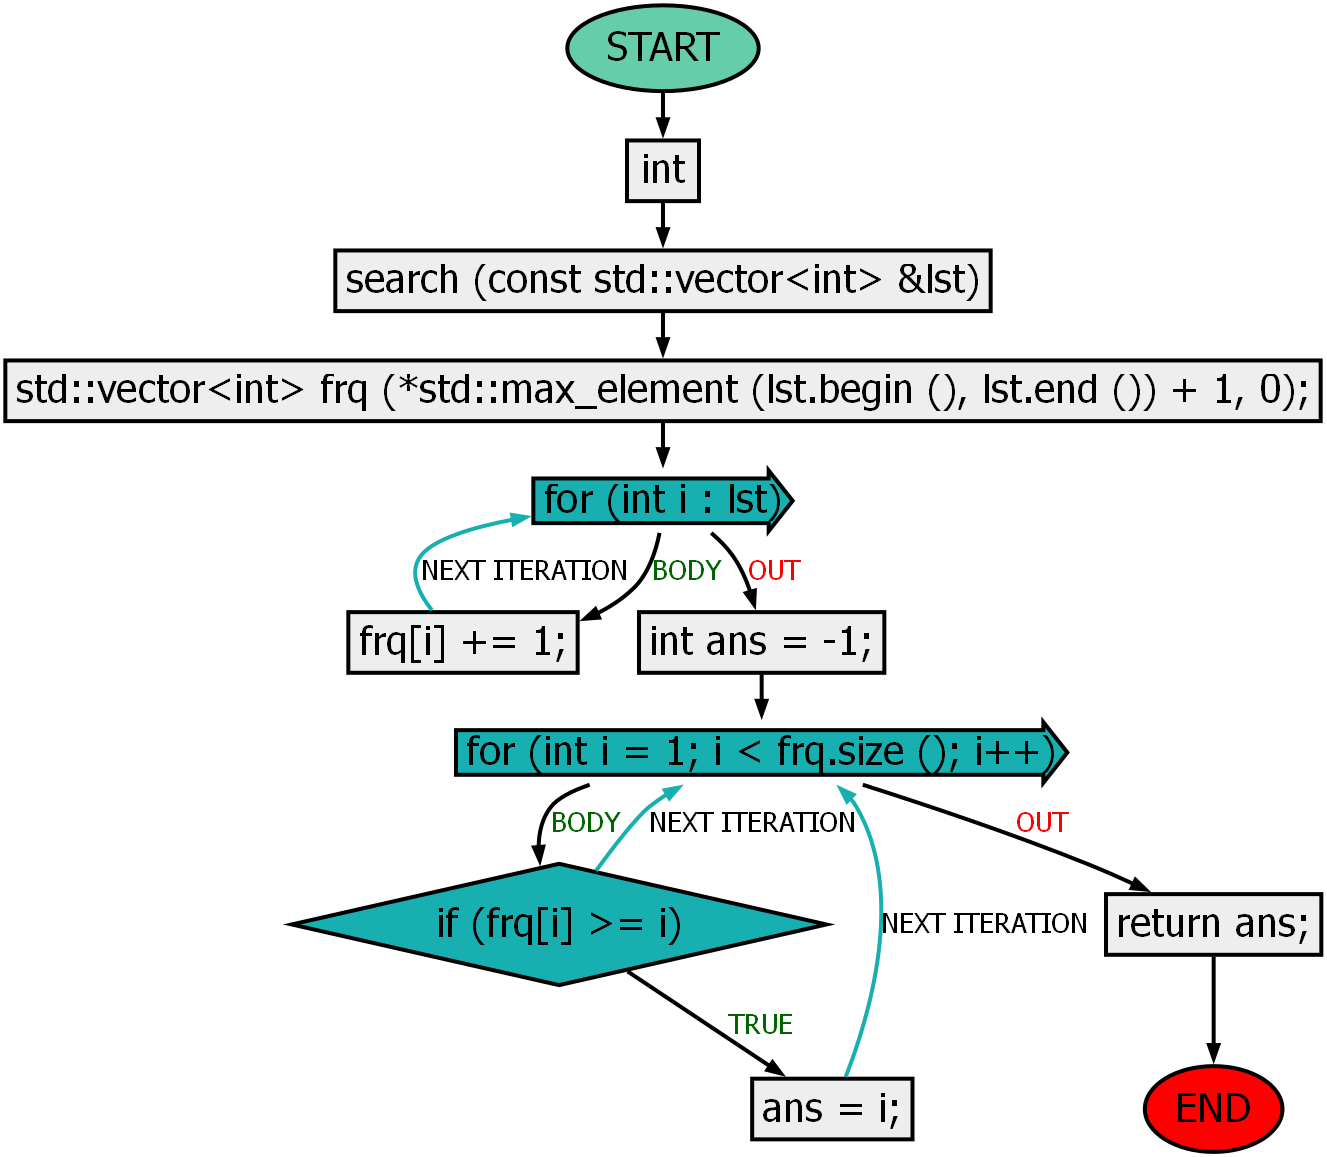 START
int
search (const std::vector<int> &lst)
std::vector<int> frq (*std::max_element (lst.begin (), lst.end ()) + 1, 0);
for (int i : lst)
NEXT ITERATION
BODY
OUT
frq[i] += 1;
int ans = -1;
for (int i = 1; i < frq.size (); i++)
BODY
NEXT ITERATION
OUT
if (frq[i] >= i)
NEXT ITERATION
return ans;
TRUE
ans = i;
END